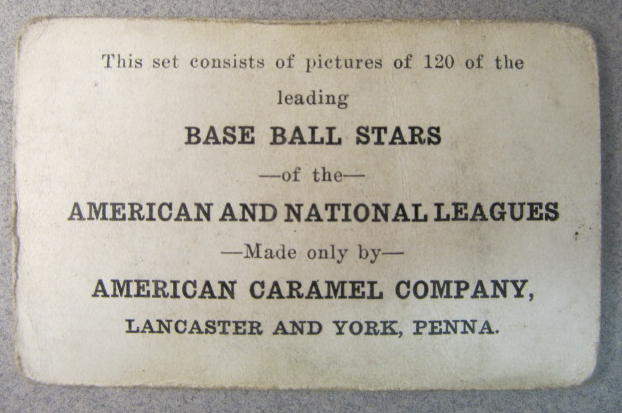 This set consists of pictures of 120 of the
leading
BASE BALL STARS
—of the—
AMERICAN AND NATIONAL LEAGUES
—Made only by—
AMERICAN CARAMEL COMPANY,
LANCASTER AND YORK, PENNA.